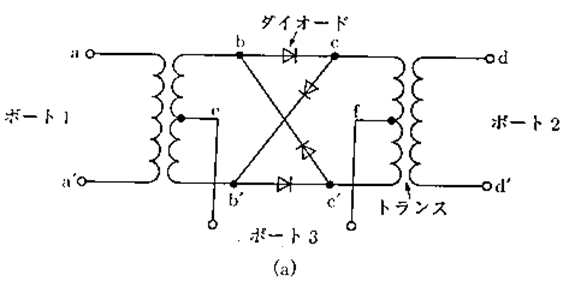 ダイオード
a b c d
e f
ポート1 ポート2
a′ b′ c′ d′
トランス
ポート3
(a)